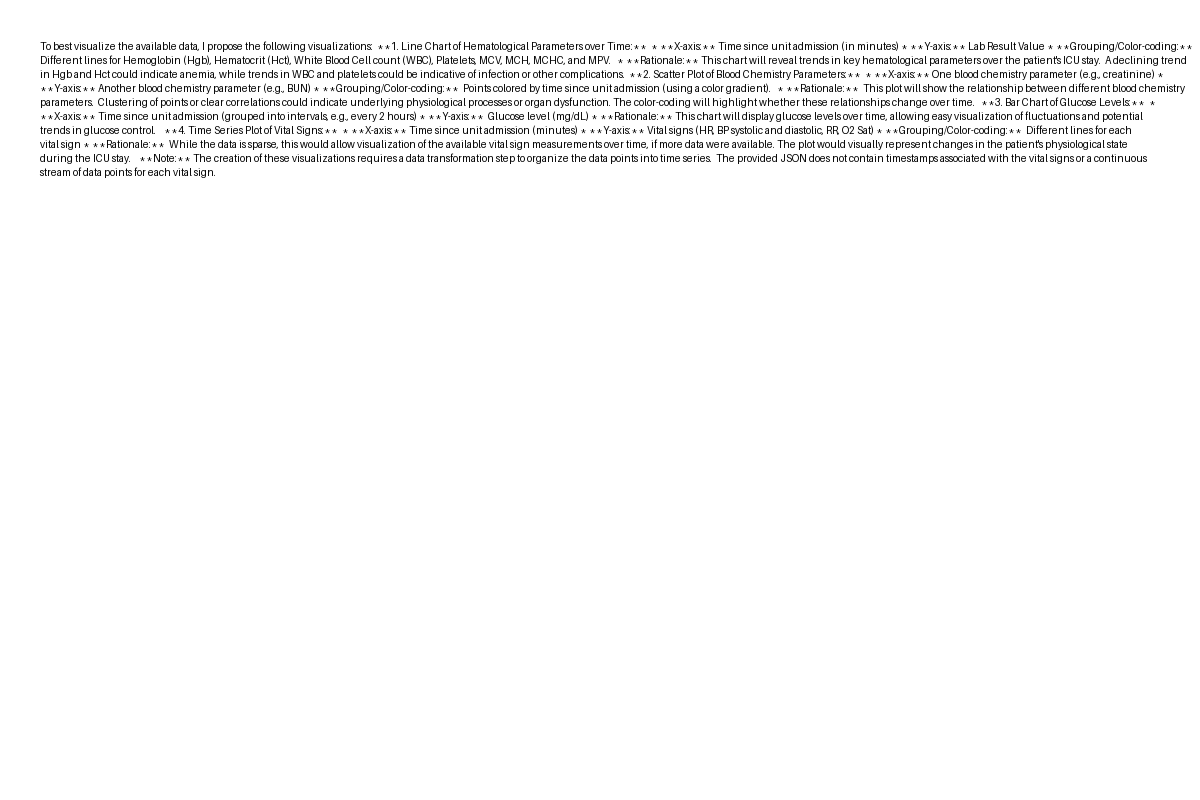 To best visualize the available data, I propose the following visualizations:  **1. Line Chart of Hematological Parameters over Time:**  * **X-axis:** Time since unit admission (in minutes) * **Y-axis:** Lab Result Value * **Grouping/Color-coding:**
Different lines for Hemoglobin (Hgb), Hematocrit (Hct), White Blood Cell count (WBC), Platelets, MCV, MCH, MCHC, and MPV.  * **Rationale:** This chart will reveal trends in key hematological parameters over the patient's ICU stay.  A declining trend
in Hgb and Hct could indicate anemia, while trends in WBC and platelets could be indicative of infection or other complications.  **2. Scatter Plot of Blood Chemistry Parameters:**  * **X-axis:** One blood chemistry parameter (e.g., creatinine) *
**Y-axis:** Another blood chemistry parameter (e.g., BUN) * **Grouping/Color-coding:**  Points colored by time since unit admission (using a color gradient).  * **Rationale:**  This plot will show the relationship between different blood chemistry
parameters.  Clustering of points or clear correlations could indicate underlying physiological processes or organ dysfunction. The color-coding will highlight whether these relationships change over time.  **3. Bar Chart of Glucose Levels:**  *
**X-axis:** Time since unit admission (grouped into intervals, e.g., every 2 hours) * **Y-axis:** Glucose level (mg/dL) * **Rationale:** This chart will display glucose levels over time, allowing easy visualization of fluctuations and potential
trends in glucose control.   **4. Time Series Plot of Vital Signs:**  * **X-axis:** Time since unit admission (minutes) * **Y-axis:** Vital signs (HR, BP systolic and diastolic, RR, O2 Sat) * **Grouping/Color-coding:**  Different lines for each
vital sign * **Rationale:**  While the data is sparse, this would allow visualization of the available vital sign measurements over time, if more data were available. The plot would visually represent changes in the patient's physiological state
during the ICU stay.   **Note:** The creation of these visualizations requires a data transformation step to organize the data points into time series.  The provided JSON does not contain timestamps associated with the vital signs or a continuous
stream of data points for each vital sign.